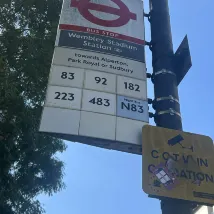 BUS STOP
Wembley Stadium
Station
towards Alperton,
Park Royal or Sudbury
83 92 182
223 483 N83
CCTV IN
OPERATION